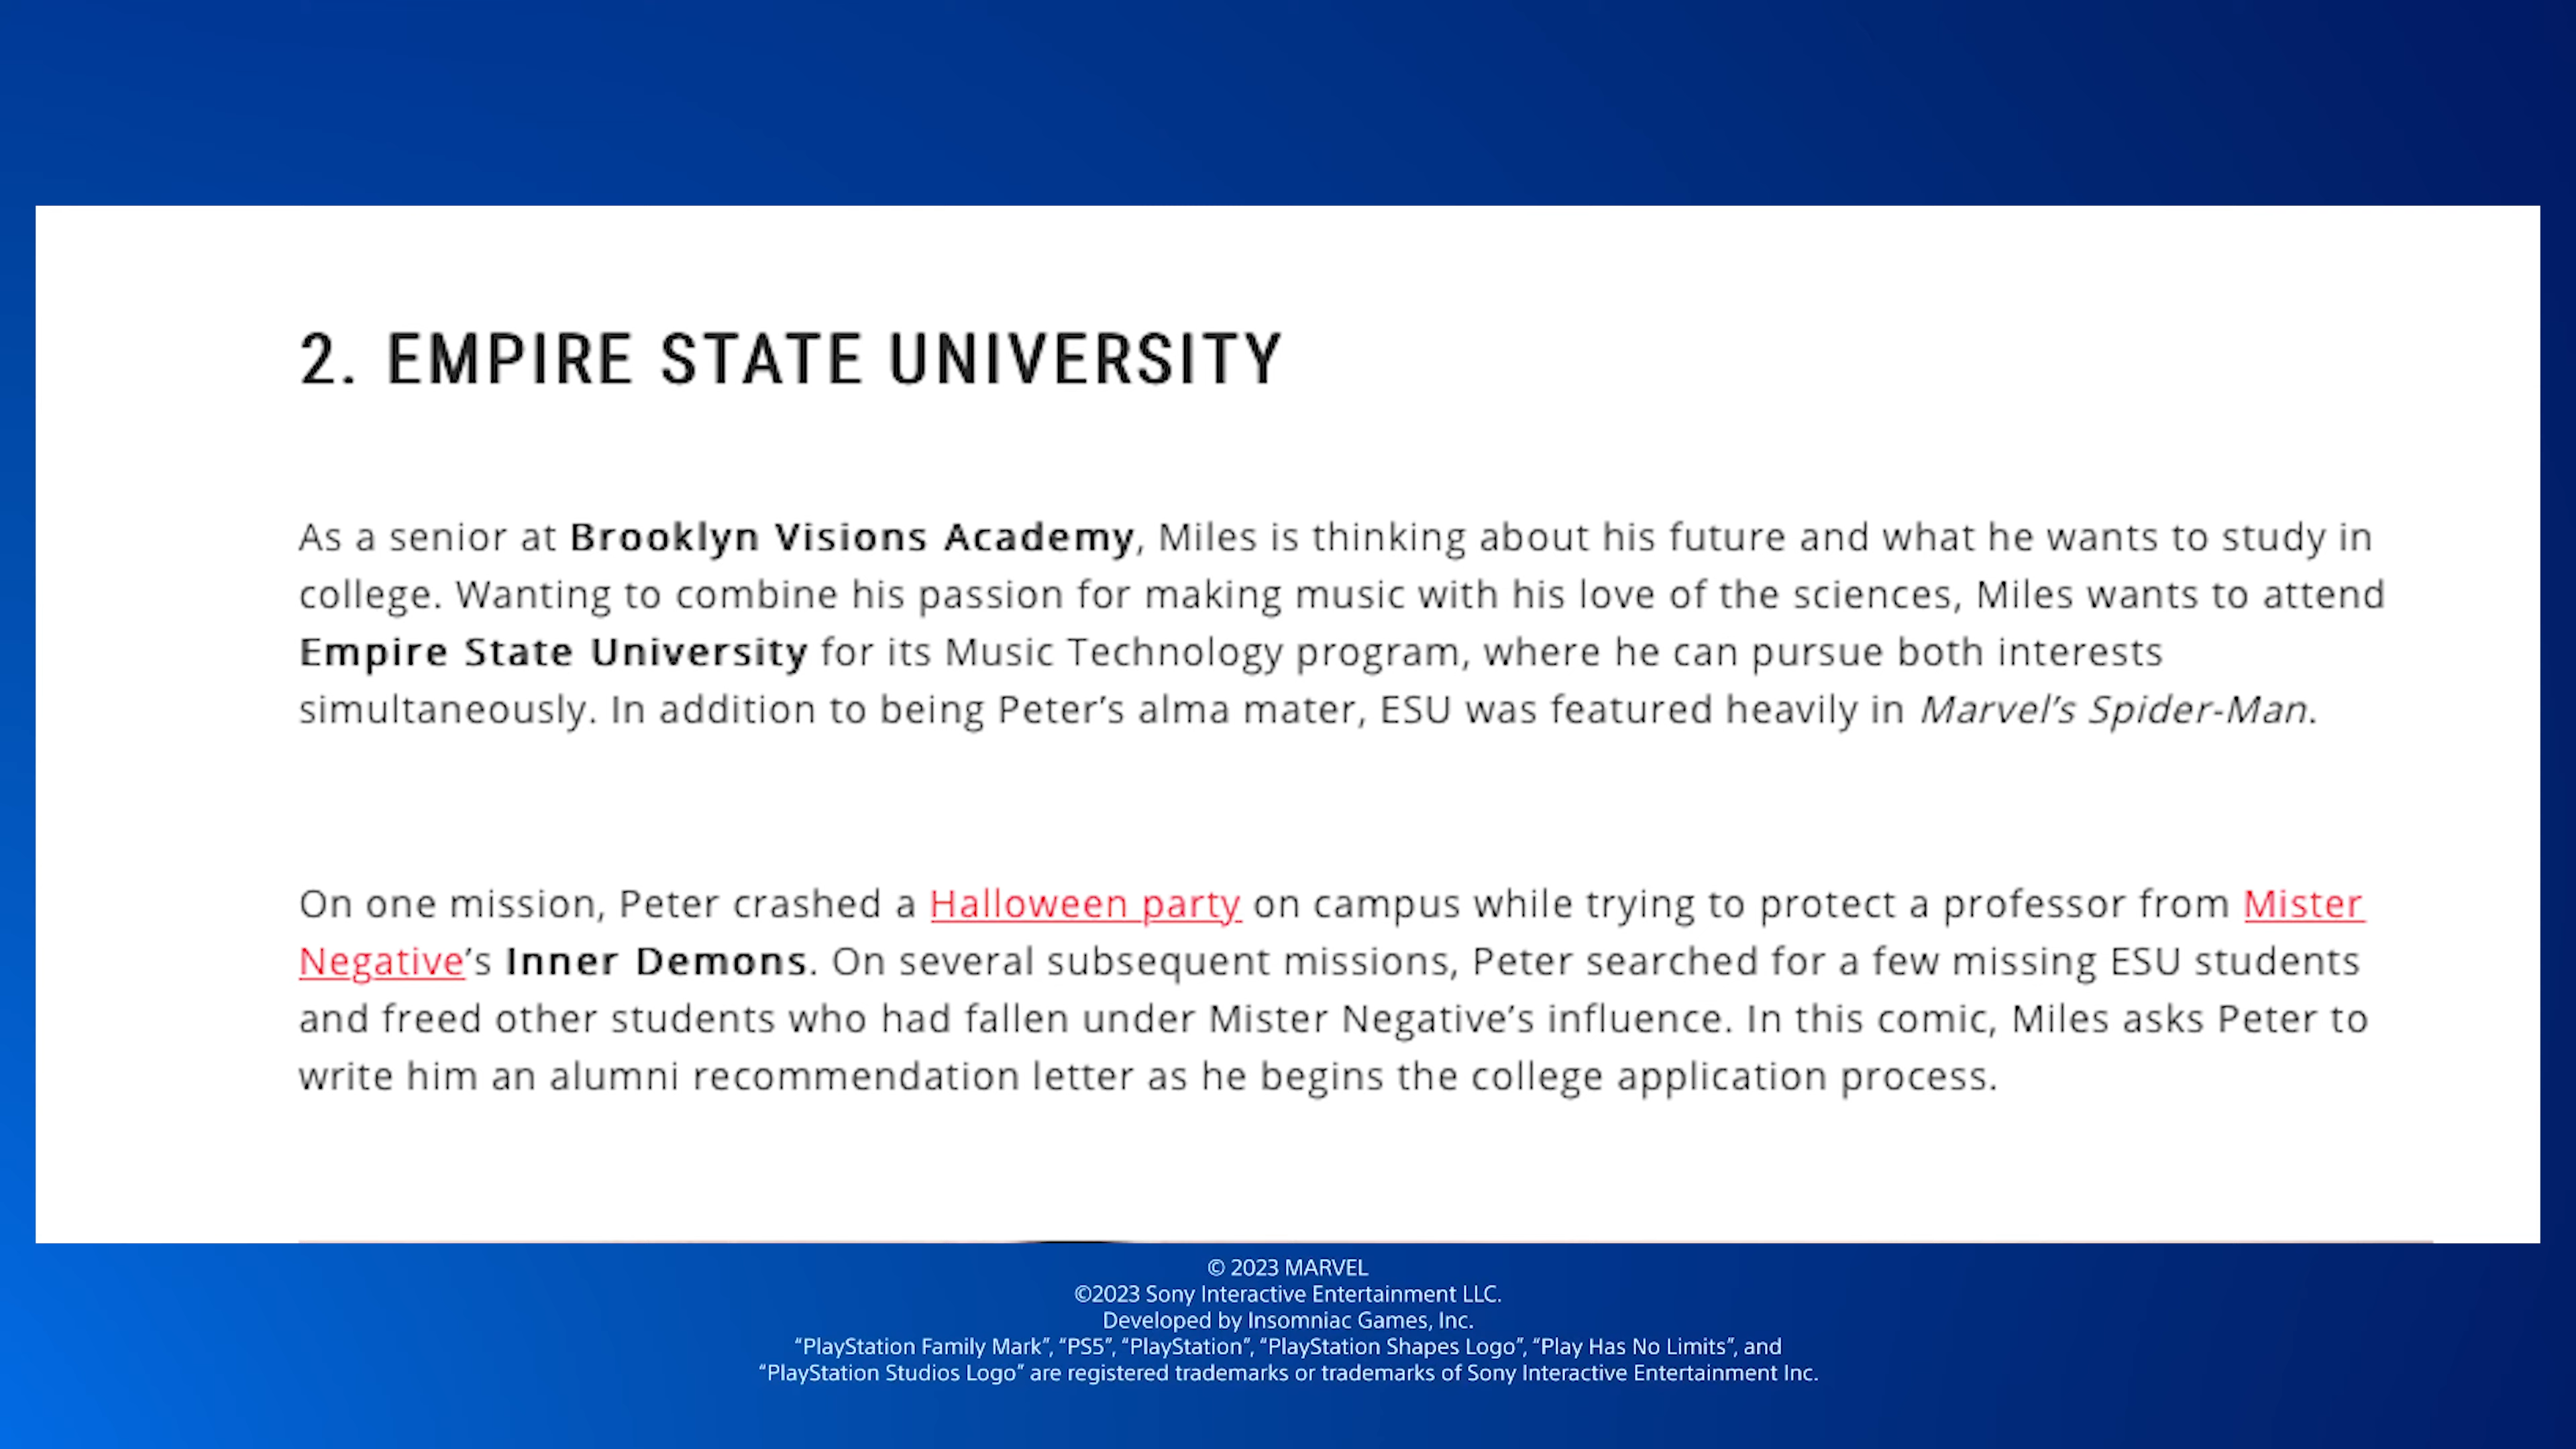 2. EMPIRE STATE UNIVERSITY
As a senior at Brooklyn Visions Academy, Miles is thinking about his future and what he wants to study in
college. Wanting to combine his passion for making music with his love of the sciences, Miles wants to attend
Empire State University for its Music Technology program, where he can pursue both interests
simultaneously. In addition to being Peter’s alma mater, ESU was featured heavily in Marvel’s Spider-Man.
On one mission, Peter crashed a Halloween party on campus while trying to protect a professor from Mister
Negative’s Inner Demons. On several subsequent missions, Peter searched for a few missing ESU students
and freed other students who had fallen under Mister Negative’s influence. In this comic, Miles asks Peter to
write him an alumni recommendation letter as he begins the college application process.
© 2023 MARVEL
©2023 Sony Interactive Entertainment LLC.
Developed by Insomniac Games, Inc.
“PlayStation Family Mark”, “PS5”, “PlayStation”, “PlayStation Shapes Logo”, “Play Has No Limits”, and
“PlayStation Studios Logo” are registered trademarks or trademarks of Sony Interactive Entertainment Inc.